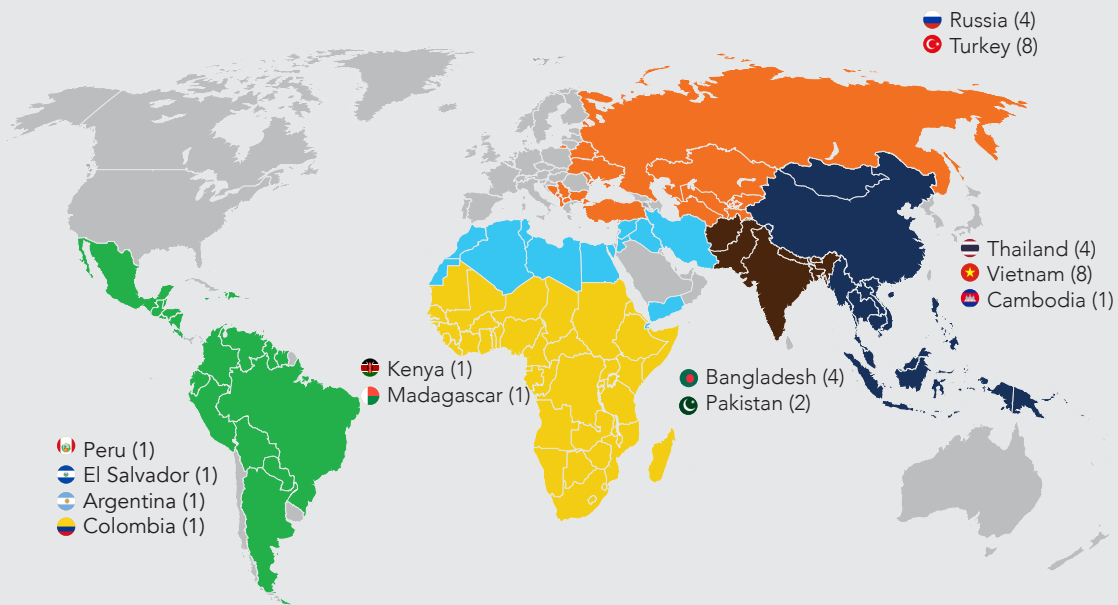 Russia (4)
Turkey (8)
Thailand (4)
Vietnam (8)
Cambodia (1)
Kenya (1)
Madagascar (1)
Bangladesh (4)
Pakistan (2)
Peru (1)
El Salvador (1)
Argentina (1)
Colombia (1)